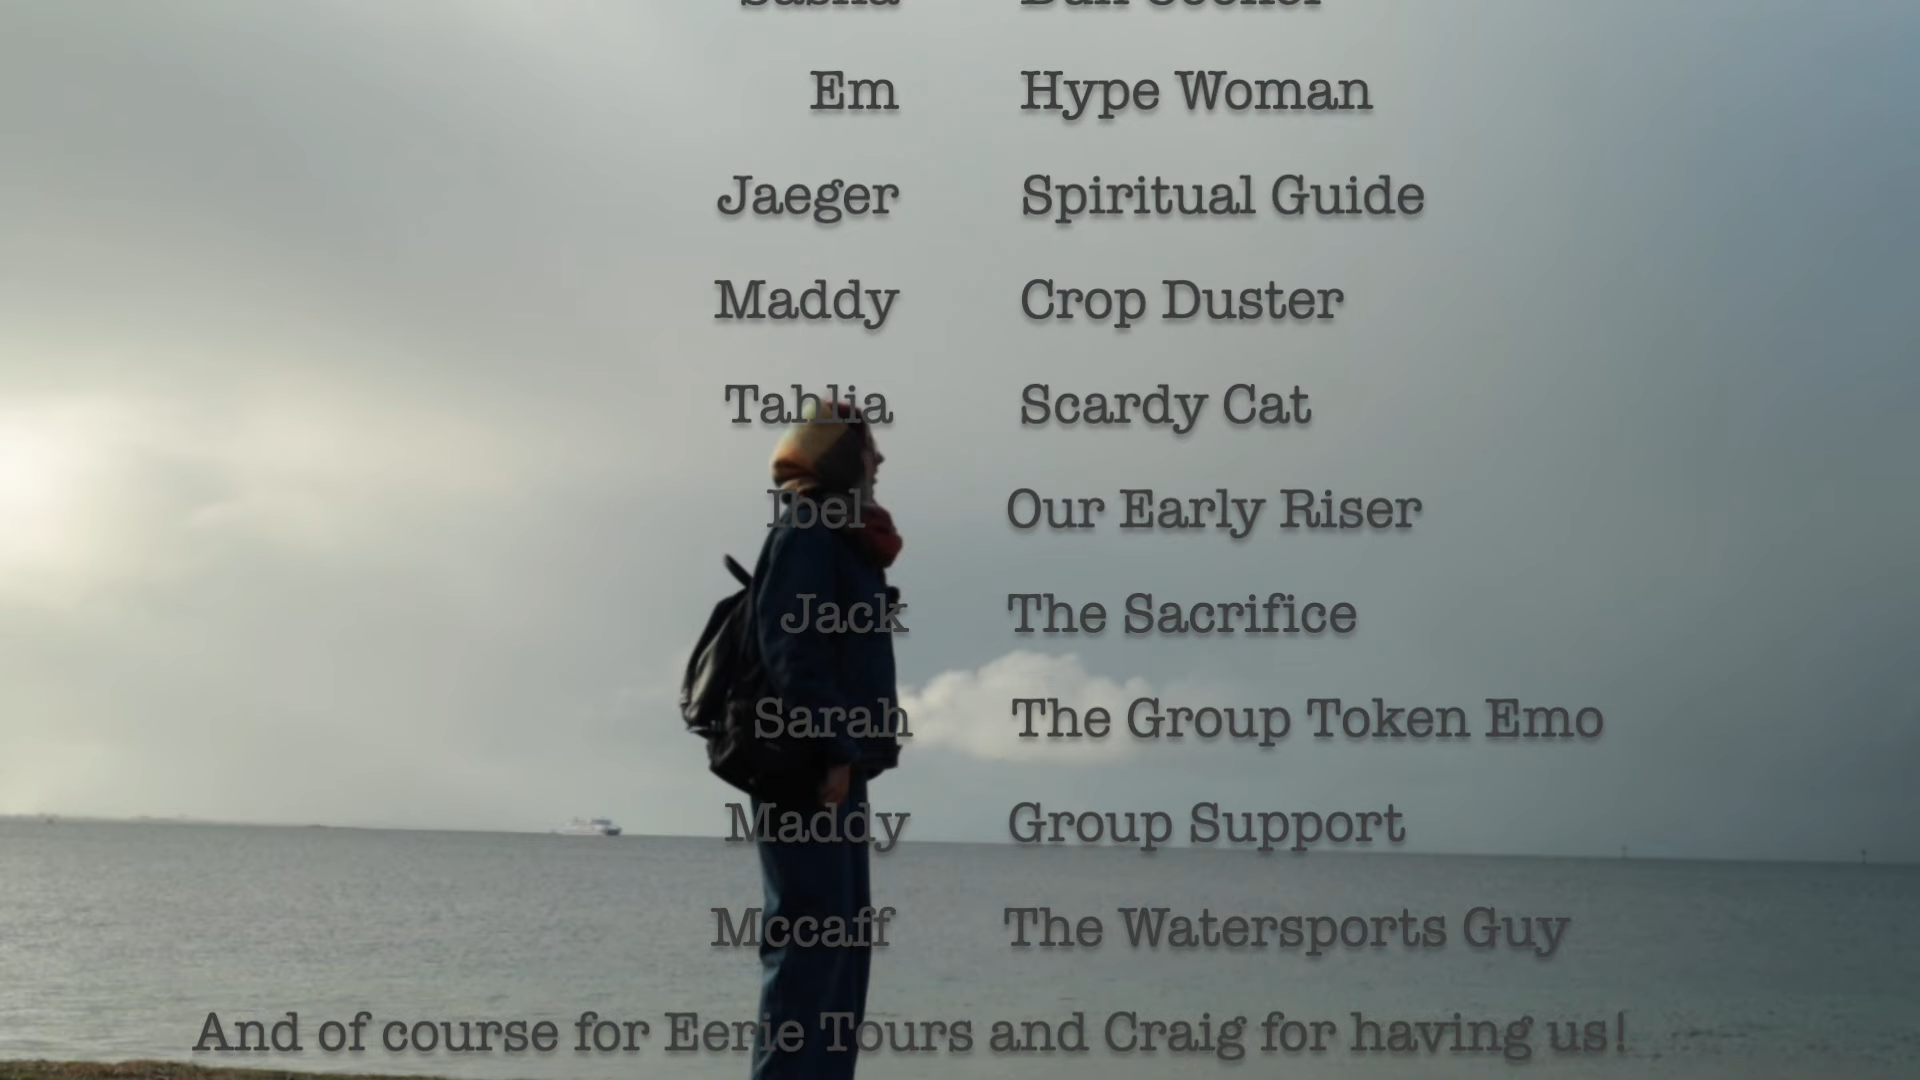 Em Hype Woman
Jaeger Spiritual Guide
Maddy Crop Duster
Tahlia Scardy Cat
Ibel Our Early Riser
Jack The Sacrifice
Sarah The Group Token Emo
Maddy Group Support
Mccaff The Watersports Guy
And of course for Eerie Tours and Craig for having us!